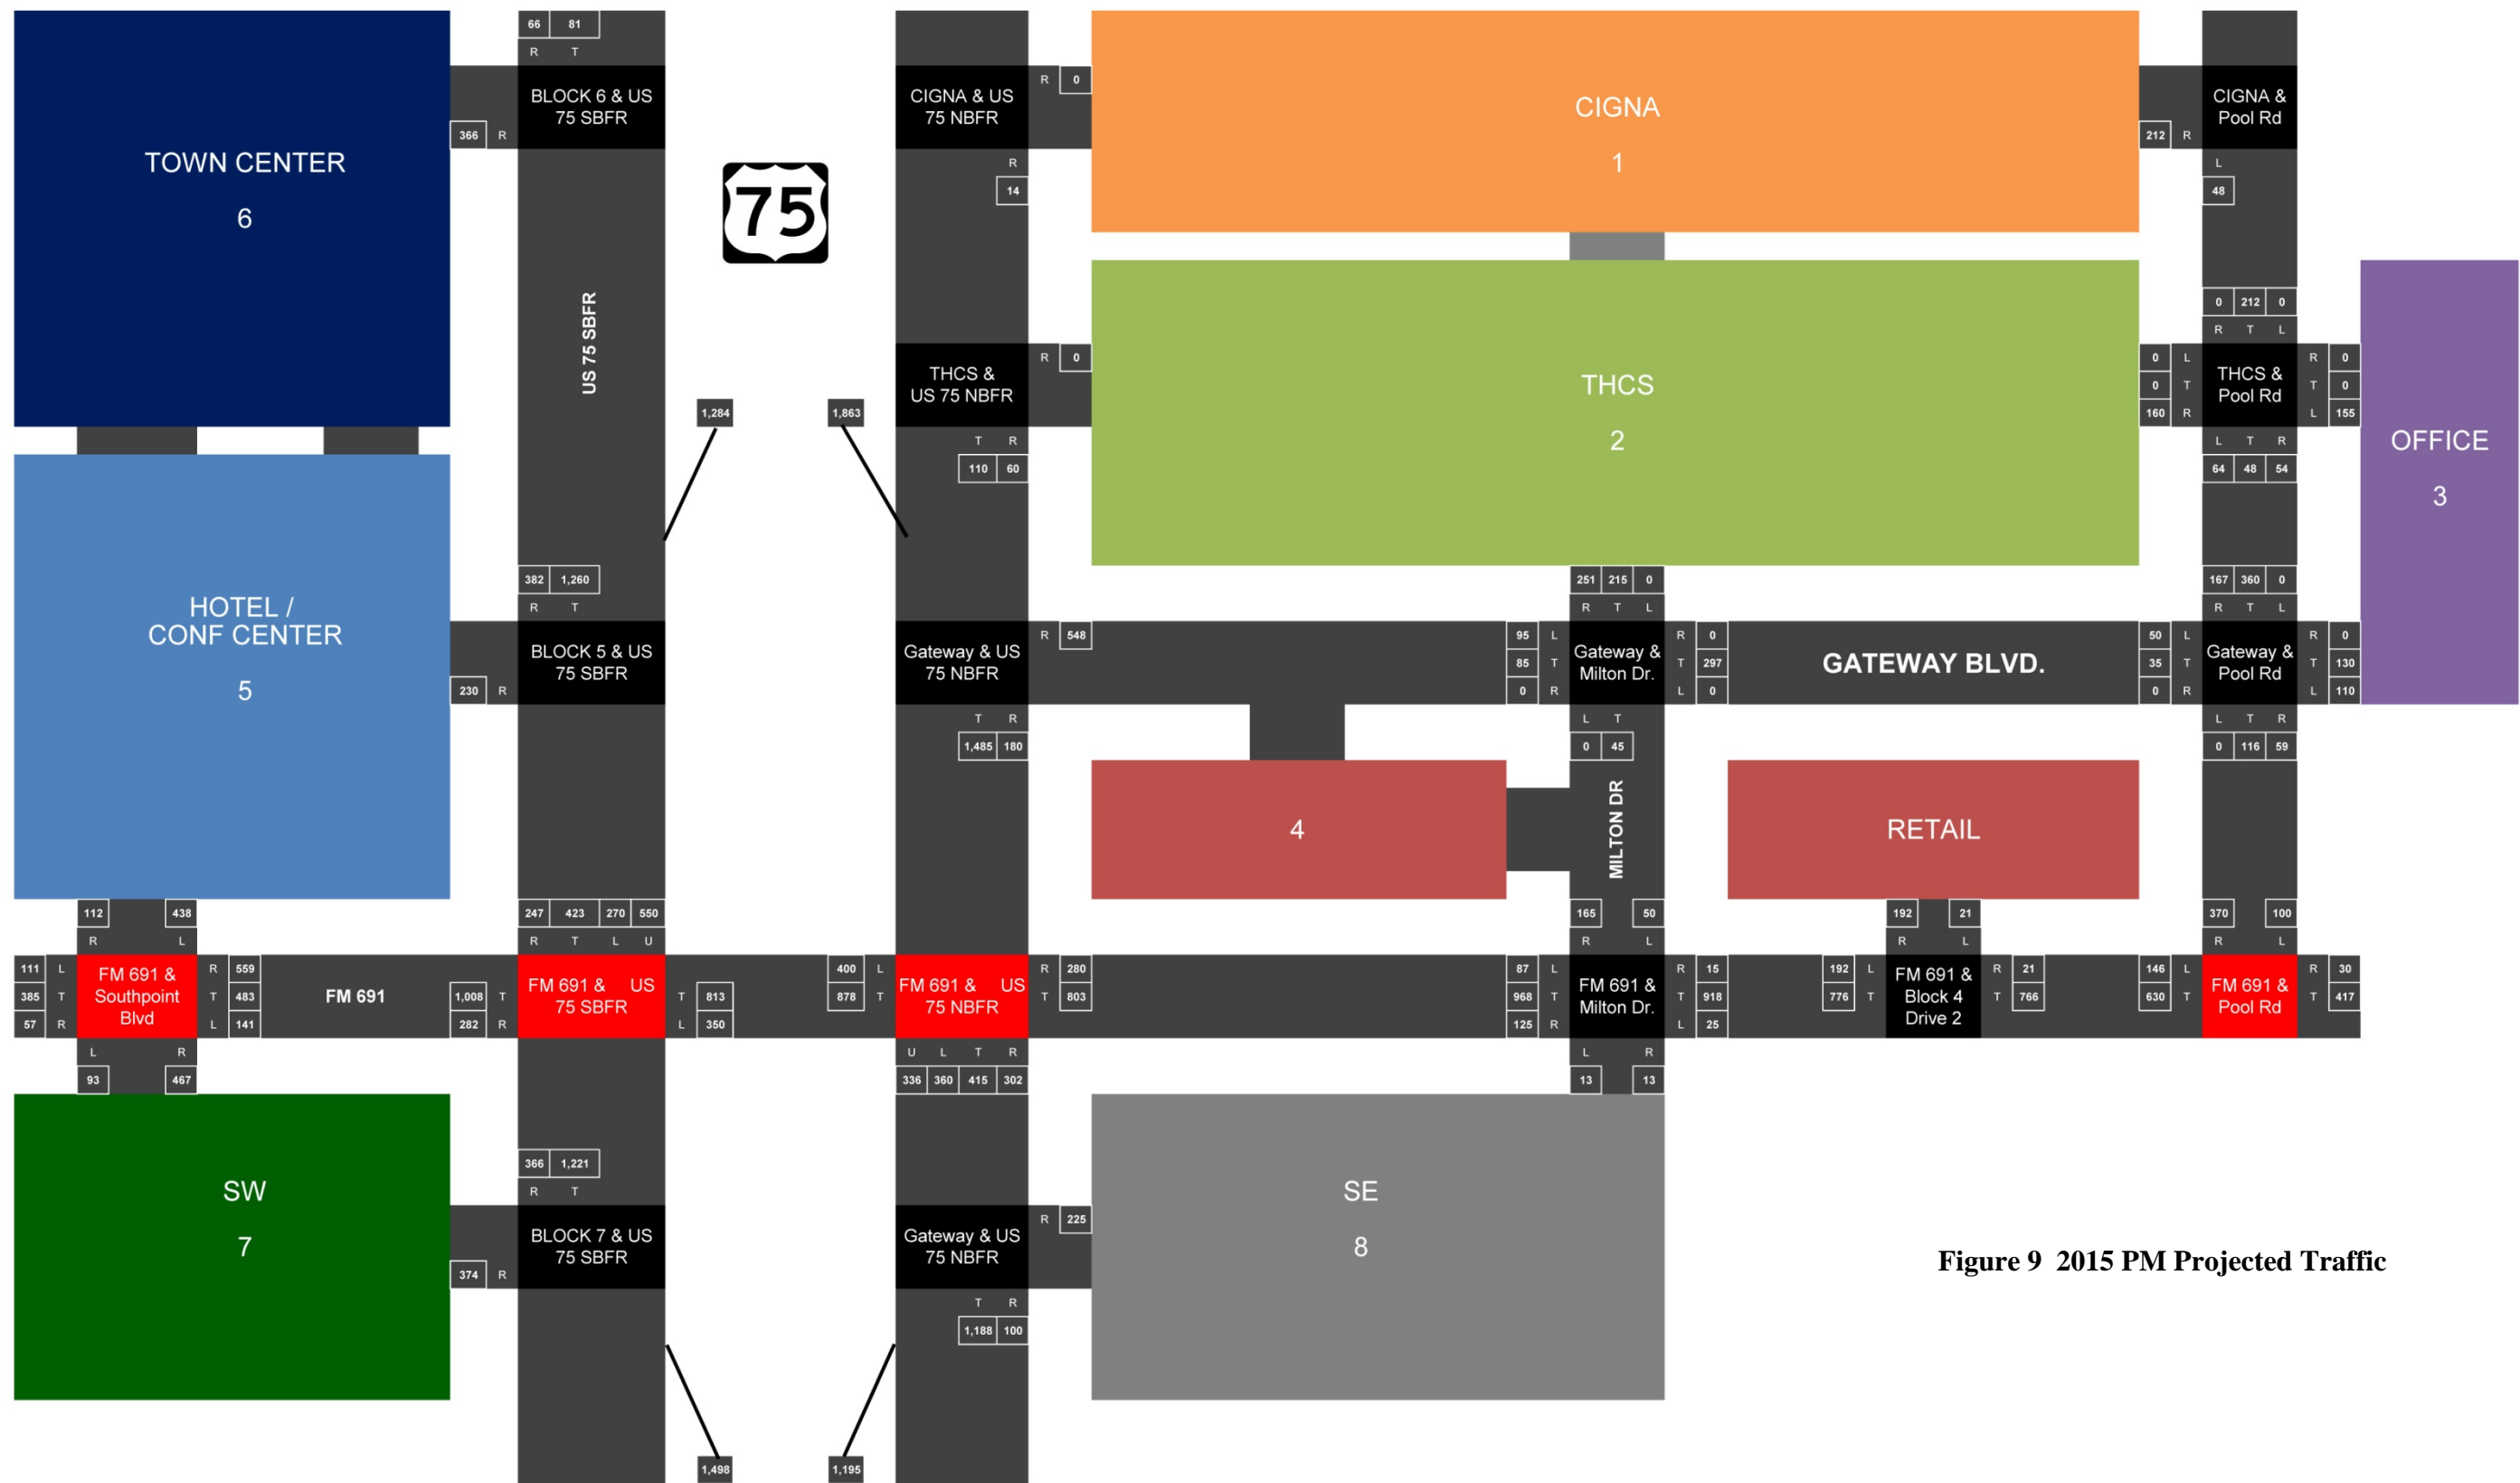 66 81
R T
BLOCK 6 & US
75 SBFR
366 R
CIGNA & US
75 NBFR
R 0
R
14
CIGNA
1
CIGNA &
Pool Rd
212 R
L
48
TOWN CENTER
6
75
US 75 SBFR
THCS &
US 75 NBFR
R 0
T R
110 60
1,284
1,863
THCS
2
0 212 0
R T L
0 L
0 T
160 R
THCS &
Pool Rd
R 0
T 0
L 155
L T R
64 48 54
OFFICE
3
HOTEL /
CONF CENTER
5
382 1,260
R T
BLOCK 5 & US
75 SBFR
230 R
Gateway & US
75 NBFR
R 548
T R
1,485 180
251 215 0
R T L
95 L
85 T
0 R
Gateway &
Milton Dr.
R 0
T 297
L 0
L T
0 45
GATEWAY BLVD.
167 360 0
R T L
50 L
35 T
0 R
Gateway &
Pool Rd
R 0
T 130
L 110
L T R
0 116 59
4
MILTON DR
RETAIL
112 438
R L
111 L
385 T
57 R
FM 691 &
Southpoint
Blvd
R 559
T 483
L 141
L R
93 467
FM 691
247 423 270 550
R T L U
1,008 T
282 R
FM 691 & US
75 SBFR
T 813
L 350
400 L
878 T
FM 691 & US
75 NBFR
R 280
T 803
U L T R
336 360 415 302
165 50
R L
87 L
968 T
125 R
FM 691 &
Milton Dr.
R 15
T 918
L 25
L R
13 13
192 21
R L
192 L
776 T
FM 691 &
Block 4
Drive 2
R 21
T 766
370 100
R L
146 L
630 T
FM 691 &
Pool Rd
R 30
T 417
SW
7
366 1,221
R T
BLOCK 7 & US
75 SBFR
374 R
Gateway & US
75 NBFR
R 225
T R
1,188 100
SE
8
Figure 9 2015 PM Projected Traffic
1,498
1,195